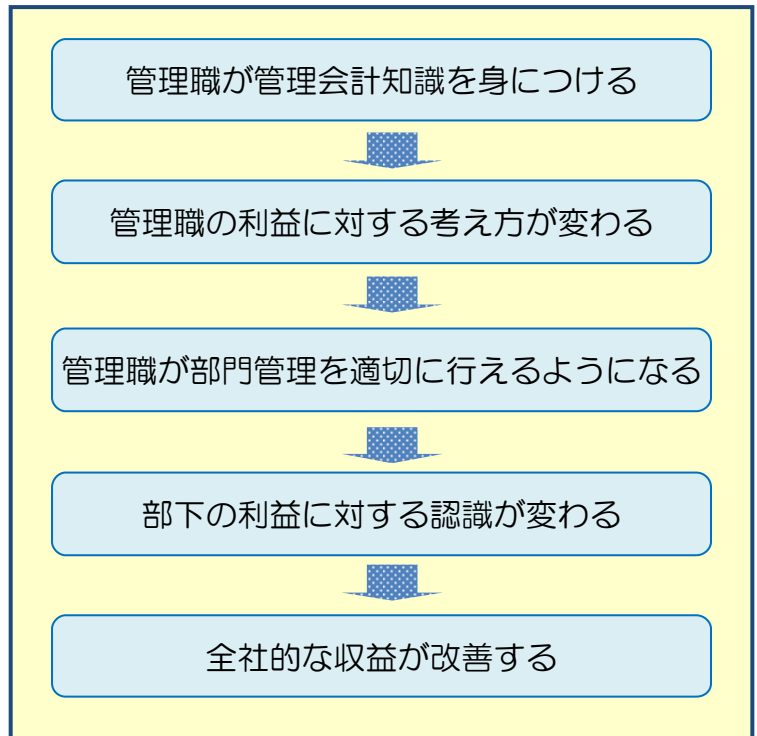 管理職が管理会計知識を身につける
管理職の利益に対する考え方が変わる
管理職が部門管理を適切に行えるようになる
部下の利益に対する認識が変わる
全社的な収益が改善する